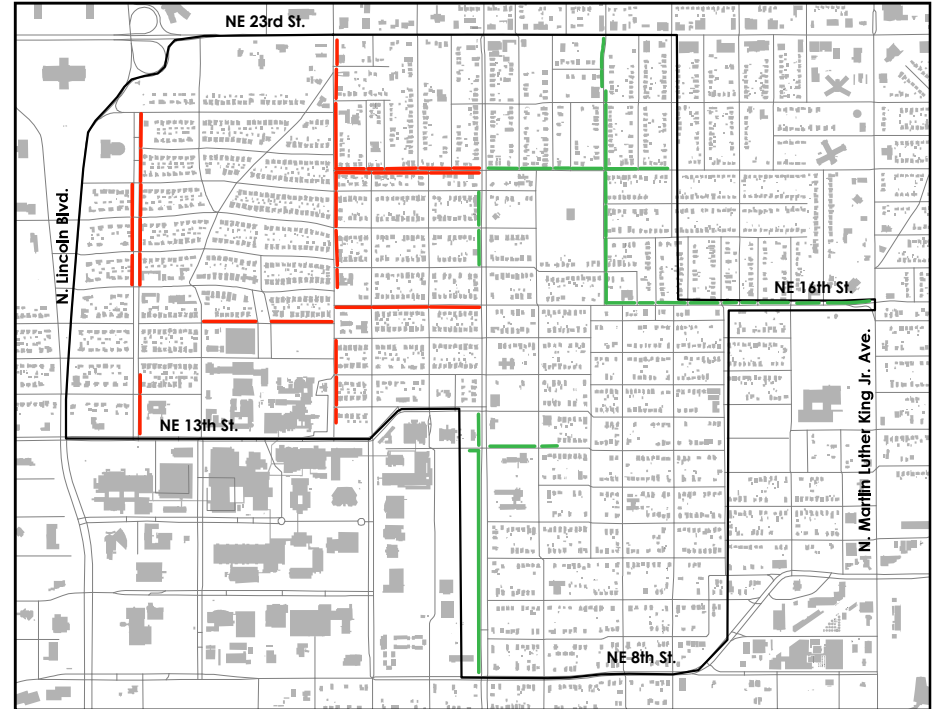 NE 23rd St.
N. Lincoln Blvd.
NE 16th St.
N. Martin Luther King Jr. Ave.
NE 13th St.
NE 8th St.